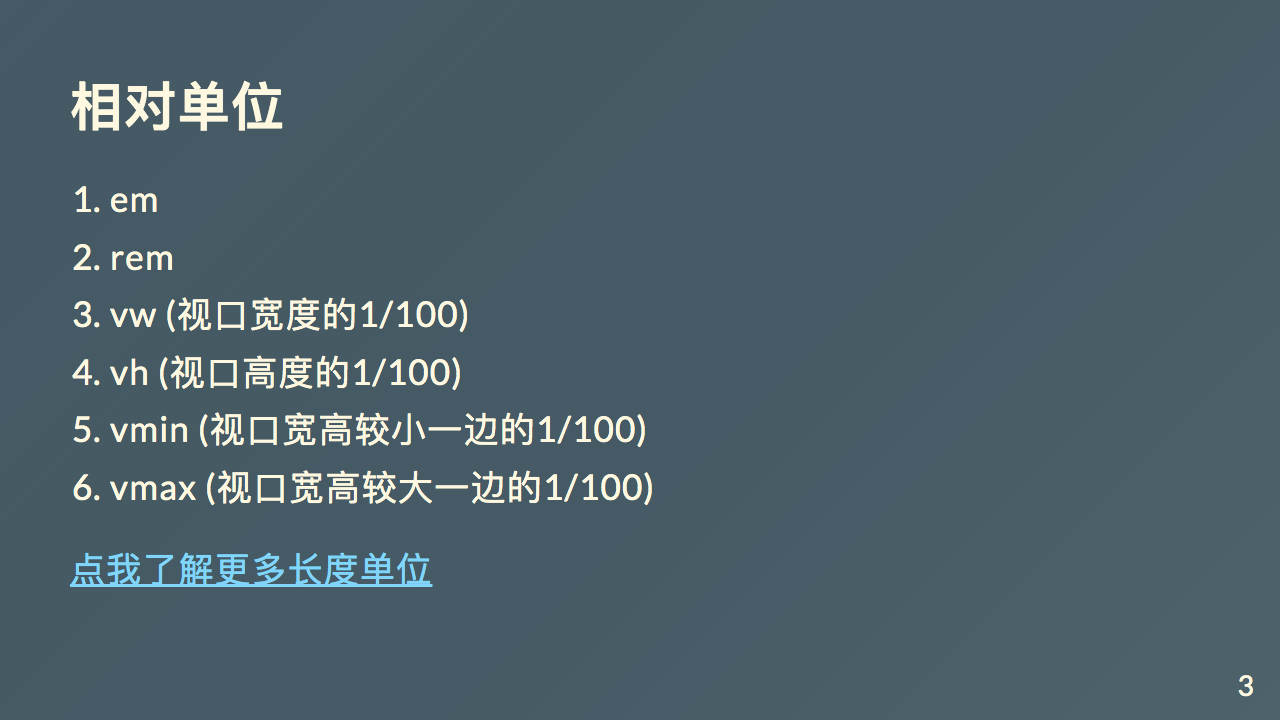 相对单位
1. em
2. rem
3. vw (视口宽度的1/100)
4. vh (视口高度的1/100)
5. vmin (视口宽高较小一边的1/100)
6. vmax (视口宽高较大一边的1/100)
点我了解更多长度单位
3